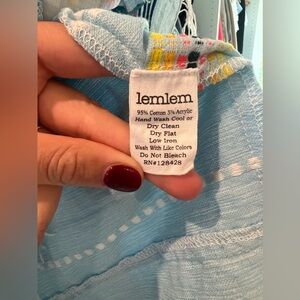 lemlem
95% Cotton 5% Acrylic
Hand Wash Cool or
Dry Clean
Dry Flat
Low Iron
Wash With Like Colors
Do Not Bleach
RN#128428